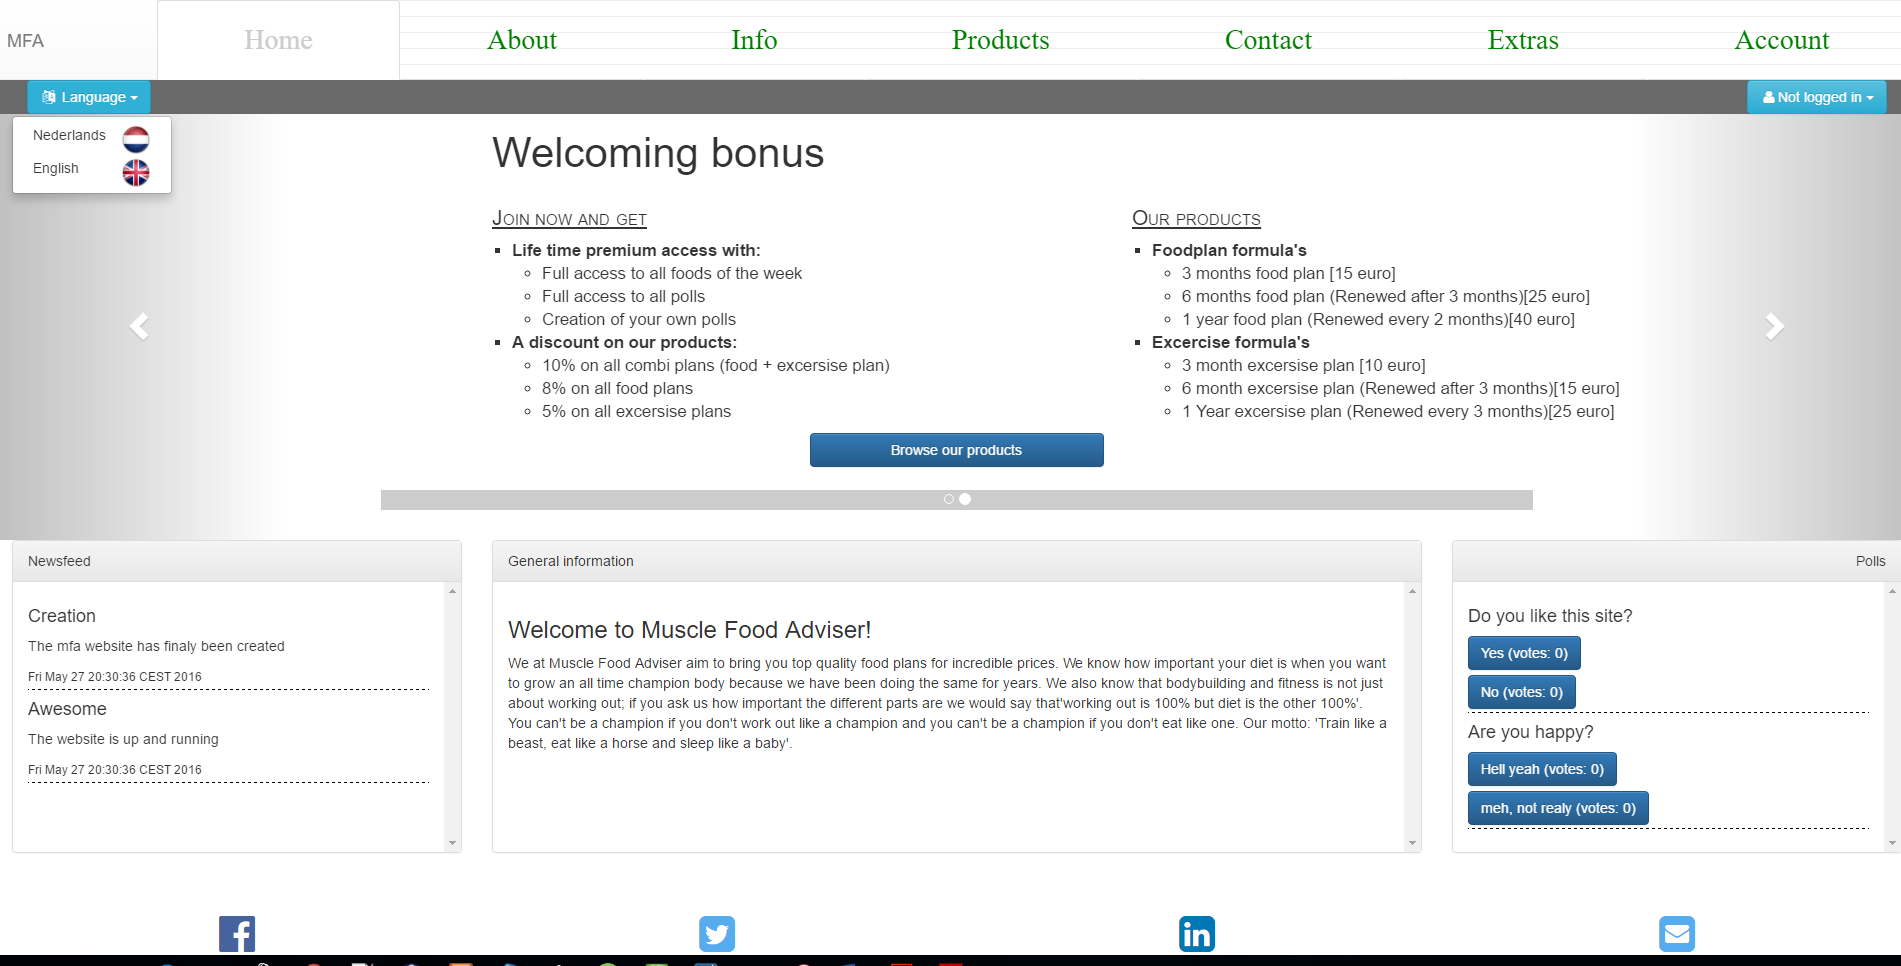 MFA
Home
About
Info
Products
Contact
Extras
Account
Language
Not logged in
Nederlands
English
Welcoming bonus
Join now and get
Life time premium access with:
Full access to all foods of the week
Full access to all polls
Creation of your own polls
A discount on our products:
10% on all combi plans (food + excersise plan)
8% on all food plans
5% on all excersise plans
Our products
Foodplan formula's
3 months food plan [15 euro]
6 months food plan (Renewed after 3 months)[25 euro]
1 year food plan (Renewed every 2 months)[40 euro]
Excercise formula's
3 month excersise plan [10 euro]
6 month excersise plan (Renewed after 3 months)[15 euro]
1 Year excersise plan (Renewed every 3 months)[25 euro]
Browse our products
Newsfeed
Creation
The mfa website has finaly been created
Fri May 27 20:30:36 CEST 2016
Awesome
The website is up and running
Fri May 27 20:30:36 CEST 2016
General information
Welcome to Muscle Food Adviser!
We at Muscle Food Adviser aim to bring you top quality food plans for incredible prices. We know how important your diet is when you want
to grow an all time champion body because we have been doing the same for years. We also know that bodybuilding and fitness is not just
about working out; if you ask us how important the different parts are we would say that'working out is 100% but diet is the other 100%'.
You can't be a champion if you don't work out like a champion and you can't be a champion if you don't eat like one. Our motto: 'Train like a
beast, eat like a horse and sleep like a baby'.
Polls
Do you like this site?
Yes (votes: 0)
No (votes: 0)
Are you happy?
Hell yeah (votes: 0)
meh, not realy (votes: 0)